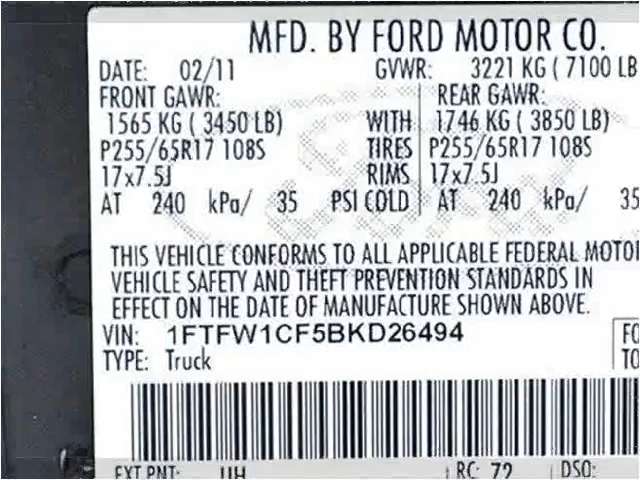 MFD. BY FORD MOTOR CO.
DATE: 02/11 GVWR: 3221 KG ( 7100 LB
FRONT GAWR: REAR GAWR:
1565 KG ( 3450 LB) WITH 1746 KG ( 3850 LB)
P255/65R17 108S TIRES P255/65R17 108S
17x7.5J RIMS 17x7.5J
AT 240 kPa/ 35 PSI COLD AT 240 kPa/ 35
THIS VEHICLE CONFORMS TO ALL APPLICABLE FEDERAL MOTOR
VEHICLE SAFETY AND THEFT PREVENTION STANDARDS IN
EFFECT ON THE DATE OF MANUFACTURE SHOWN ABOVE.
VIN: 1FTFW1CF5BKD26494 FO
TYPE: Truck TO
EXT PNT: UH RC: 72 DSO: